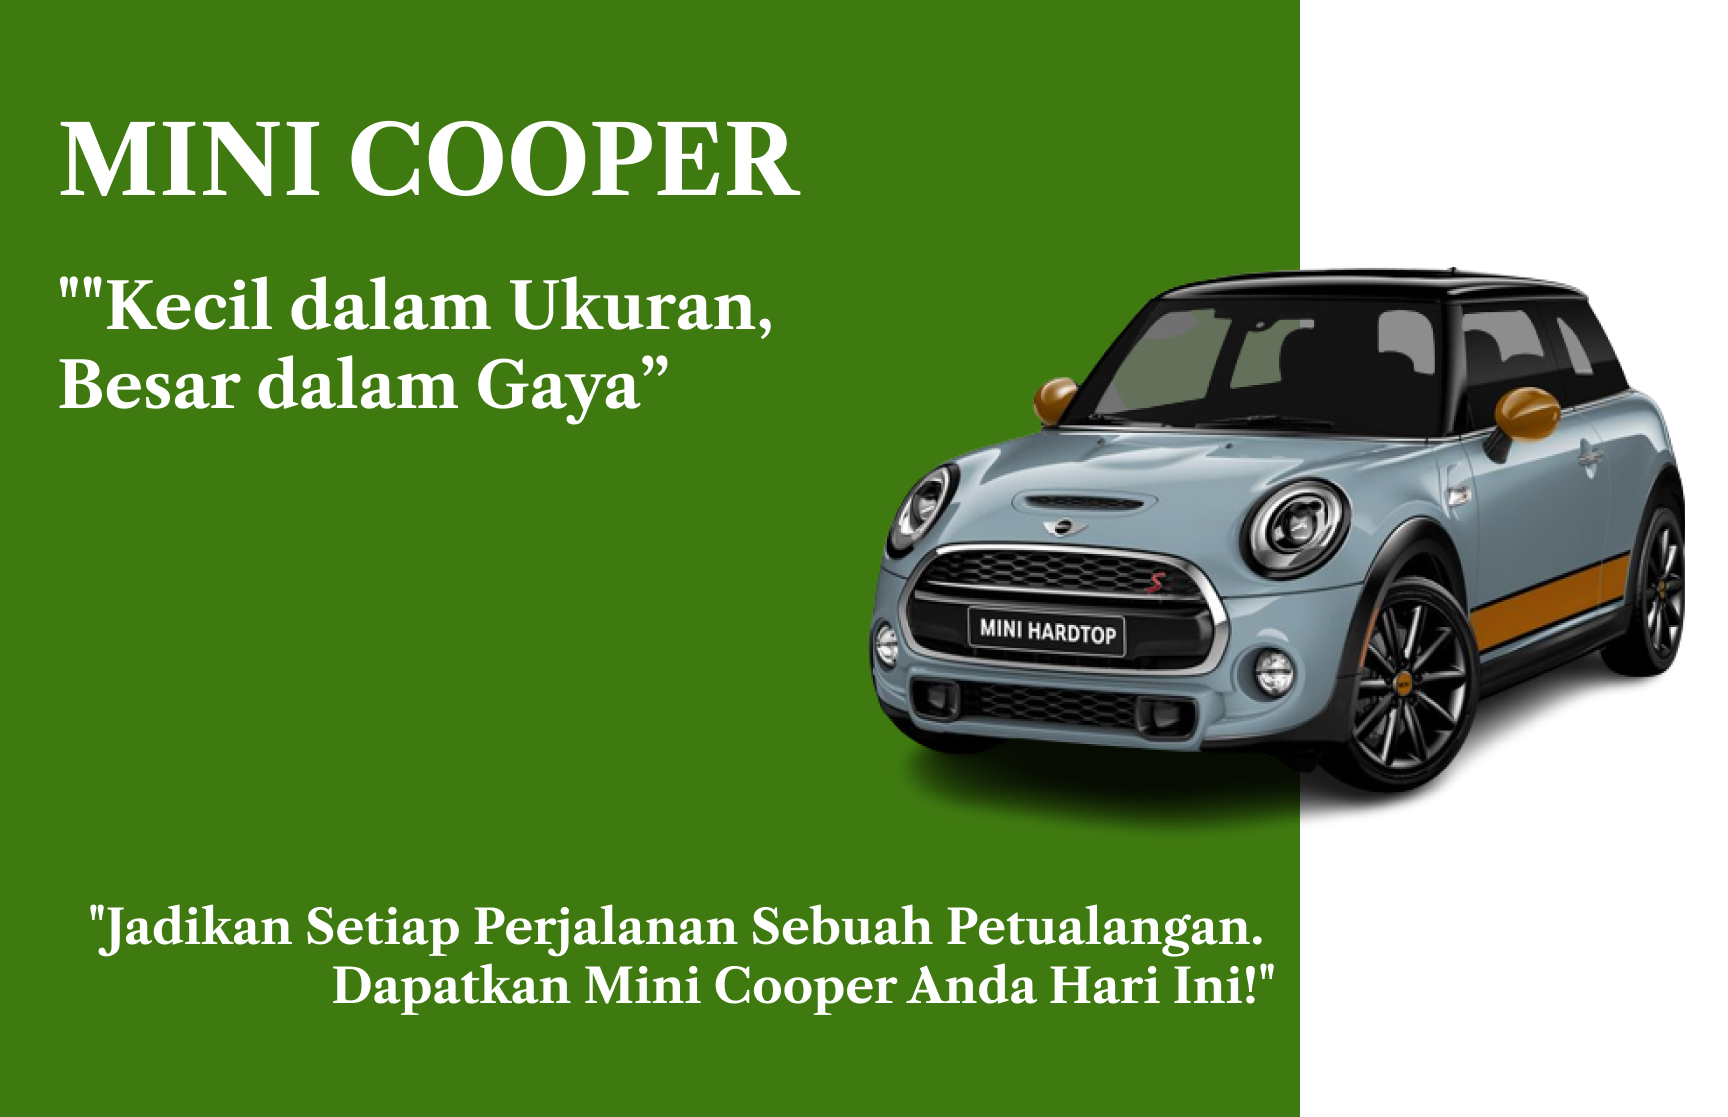 MINI COOPER
""Kecil dalam Ukuran,
Besar dalam Gaya”
S
MINI HARDTOP
"Jadikan Setiap Perjalanan Sebuah Petualangan.
Dapatkan Mini Cooper Anda Hari Ini!"